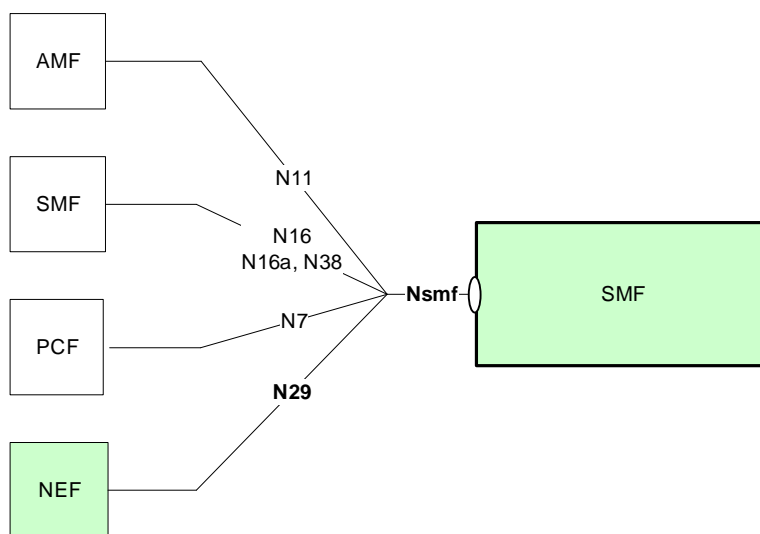 AMF
N11
SMF
N16
N16a, N38
Nsmf
SMF
N7
PCF
N29
NEF